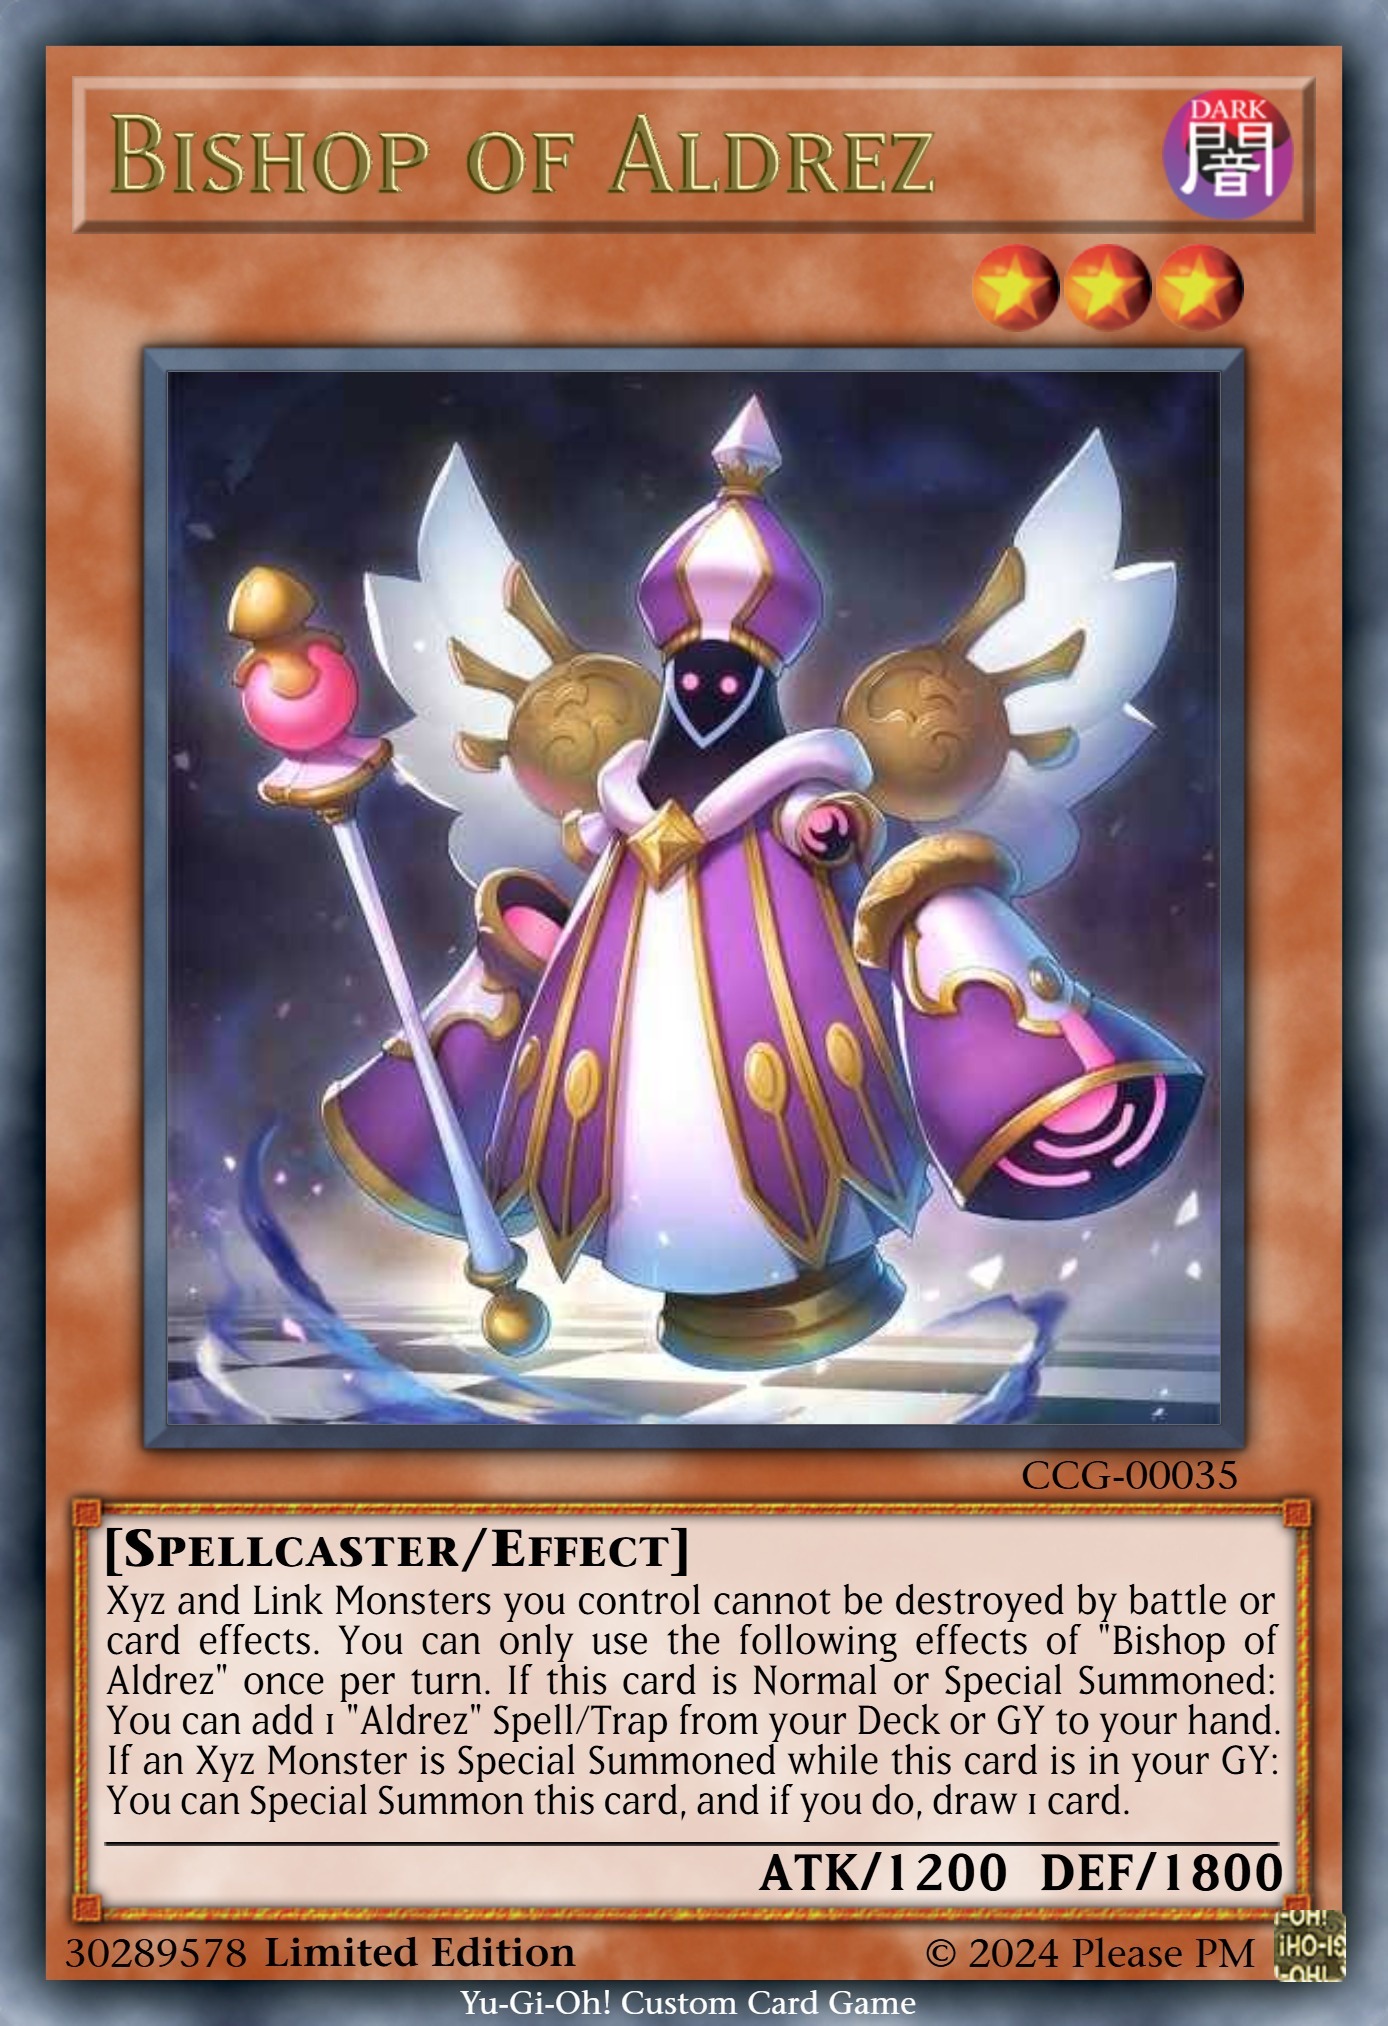 Bishop of Aldrez
DARK
闇
CCG-00035
[Spellcaster/Effect]
Xyz and Link Monsters you control cannot be destroyed by battle or
card effects. You can only use the following effects of "Bishop of
Aldrez" once per turn. If this card is Normal or Special Summoned:
You can add 1 "Aldrez" Spell/Trap from your Deck or GY to your hand.
If an Xyz Monster is Special Summoned while this card is in your GY:
You can Special Summon this card, and if you do, draw 1 card.
ATK/1200 DEF/1800
30289578 Limited Edition
© 2024 Please PM
Yu-Gi-Oh! Custom Card Game